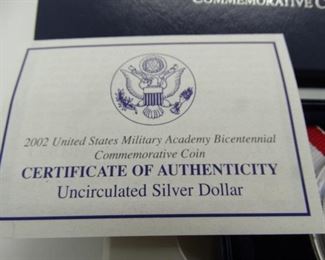 COMMEMORATIVE C
2002 United States Military Academy Bicentennial
Commemorative Coin
CERTIFICATE OF AUTHENTICITY
Uncirculated Silver Dollar